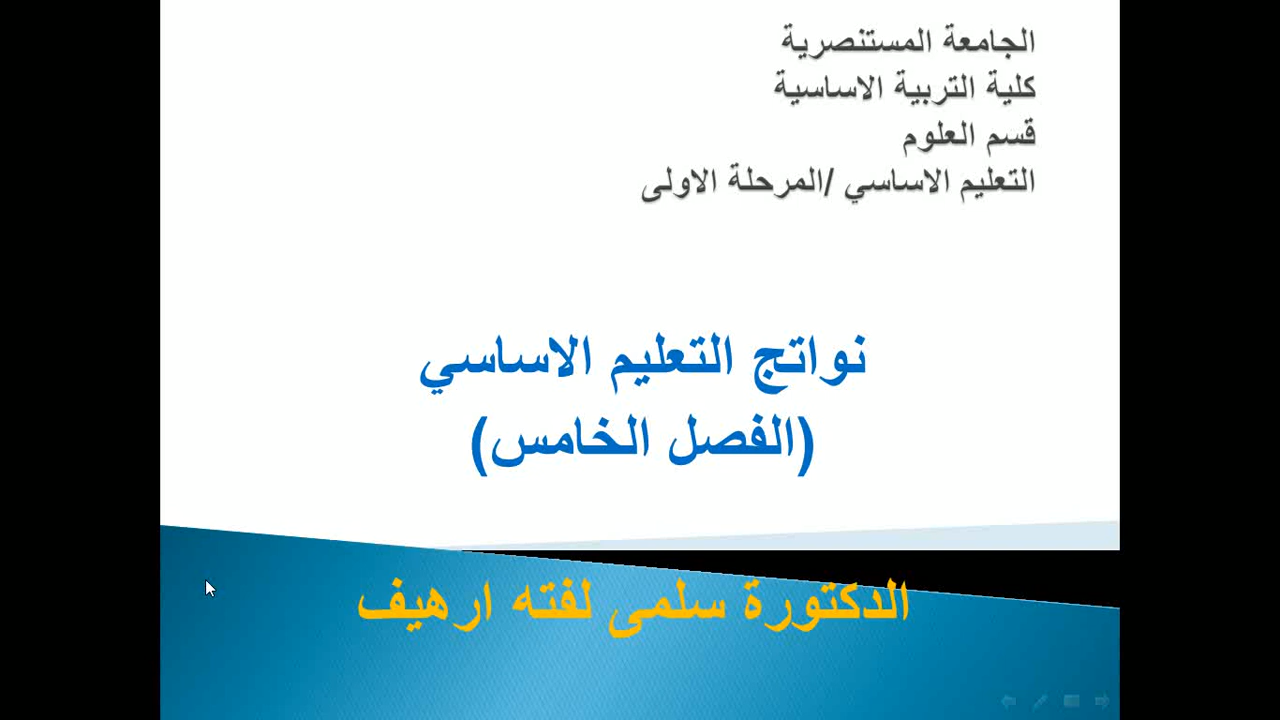 الجامعة المستنصرية
كلية التربية الاساسية
قسم العلوم
التعليم الاساسي /المرحلة الاولى
نواتج التعليم الاساسي
(الفصل الخامس)
الدكتورة سلمى لفته ارهيف